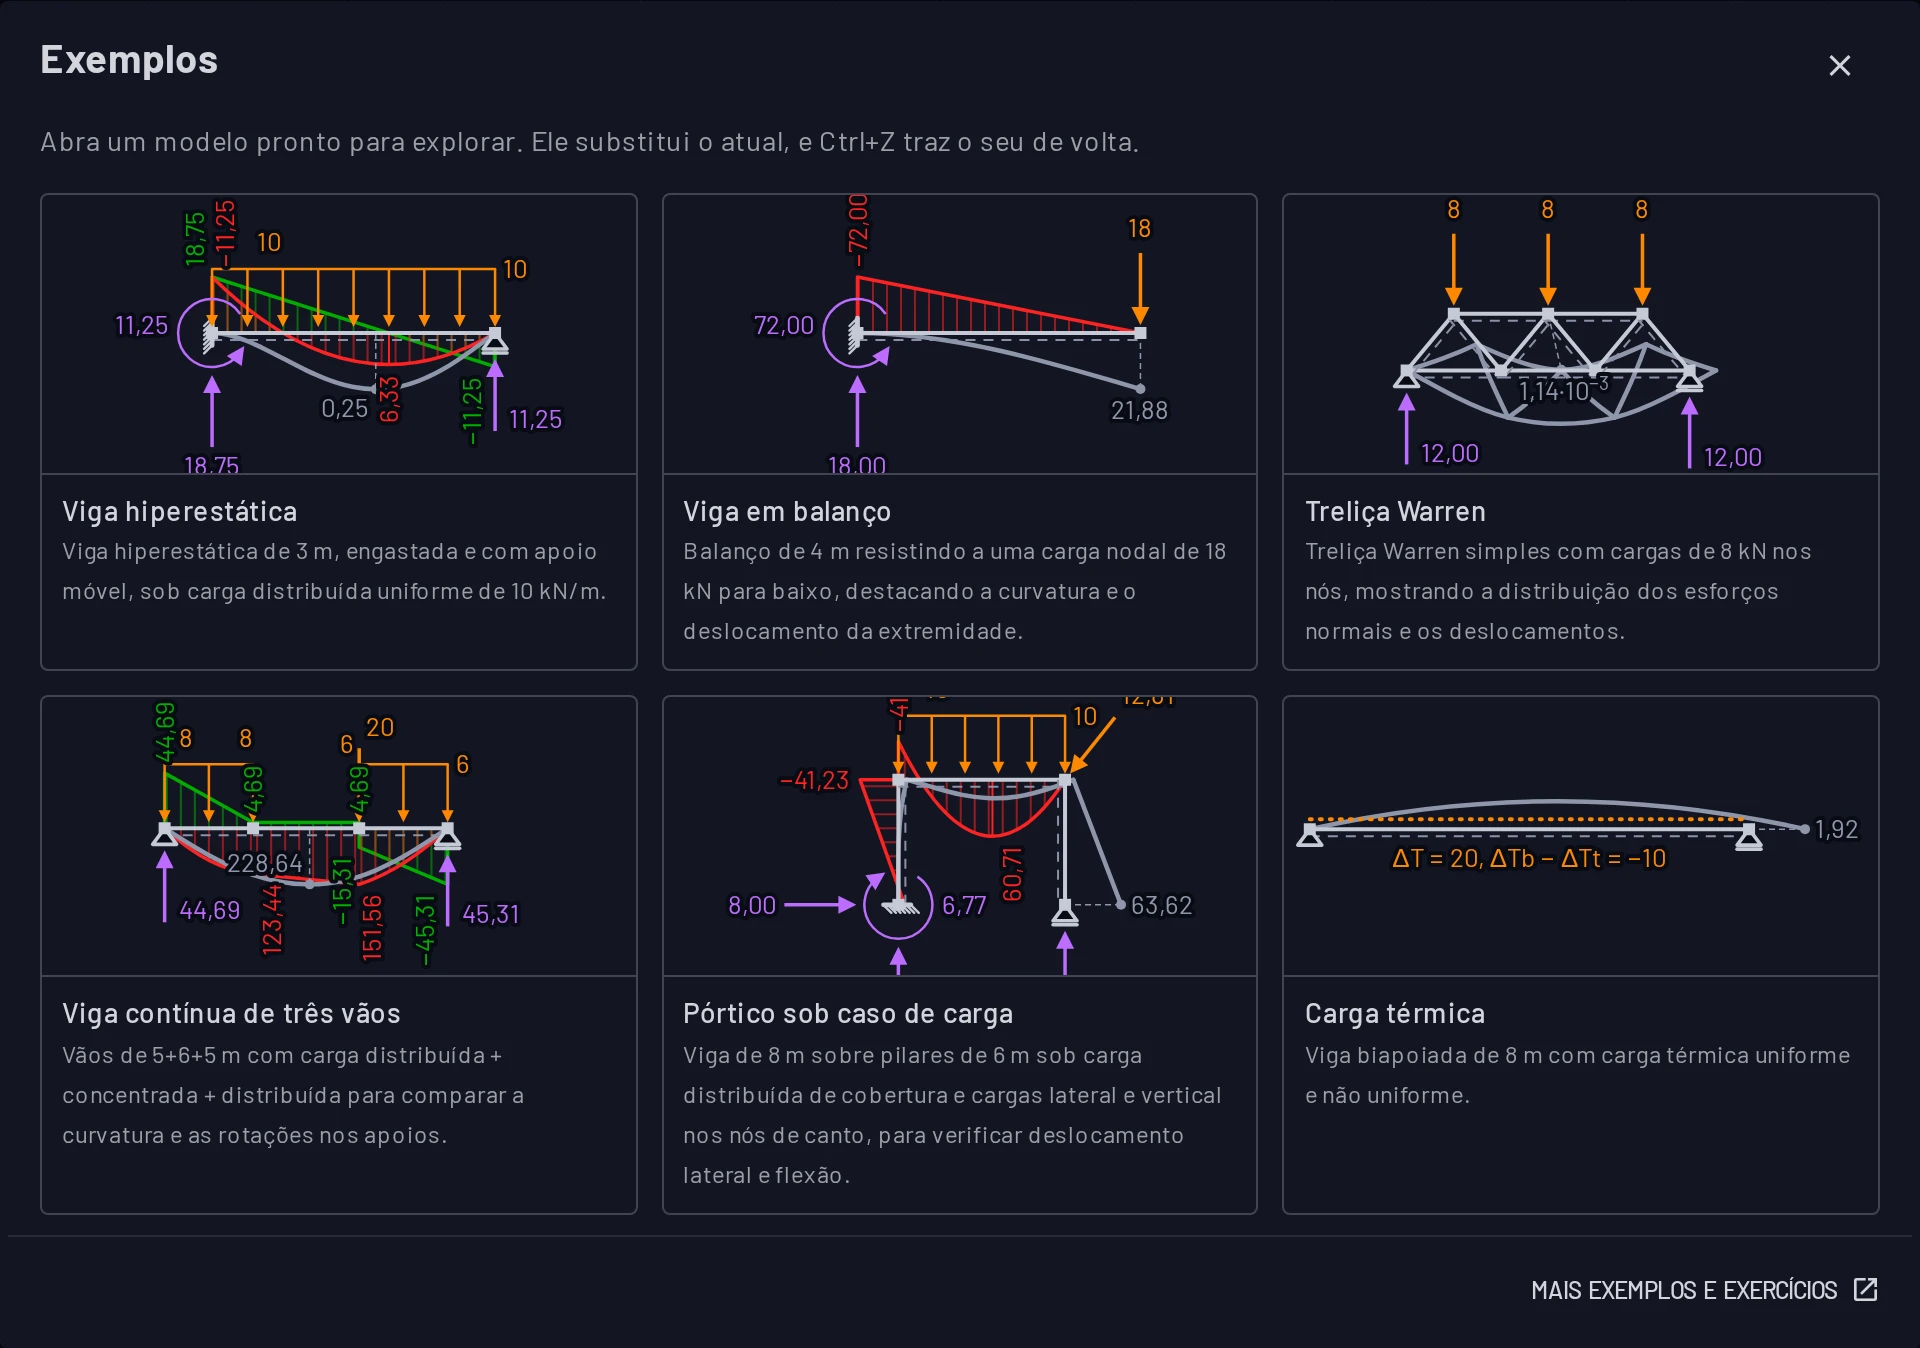 Exemplos
Abra um modelo pronto para explorar. Ele substitui o atual, e Ctrl+Z traz o seu de volta.
18,75
−11,25
10
10
11,25
0,25
6,33
−11,25
11,25
18,75
Viga hiperestática
Viga hiperestática de 3 m, engastada e com apoio
móvel, sob carga distribuída uniforme de 10 kN/m.
−72,00
18
72,00
21,88
18,00
Viga em balanço
Balanço de 4 m resistindo a uma carga nodal de 18
kN para baixo, destacando a curvatura e o
deslocamento da extremidade.
8
8
8
1,14·10⁻³
12,00
12,00
Treliça Warren
Treliça Warren simples com cargas de 8 kN nos
nós, mostrando a distribuição dos esforços
normais e os deslocamentos.
44,69
8
8
4,69
6
20
4,69
6
228,64
44,69
123,44
−15,31
151,56
−45,31
45,31
Viga contínua de três vãos
Vãos de 5+6+5 m com carga distribuída +
concentrada + distribuída para comparar a
curvatura e as rotações nos apoios.
−41
10
12,81
−41,23
60,71
8,00
6,77
63,62
Pórtico sob caso de carga
Viga de 8 m sobre pilares de 6 m sob carga
distribuída de cobertura e cargas lateral e vertical
nos nós de canto, para verificar deslocamento
lateral e flexão.
1,92
ΔT = 20, ΔTb − ΔTt = −10
Carga térmica
Viga biapoiada de 8 m com carga térmica uniforme
e não uniforme.
MAIS EXEMPLOS E EXERCÍCIOS